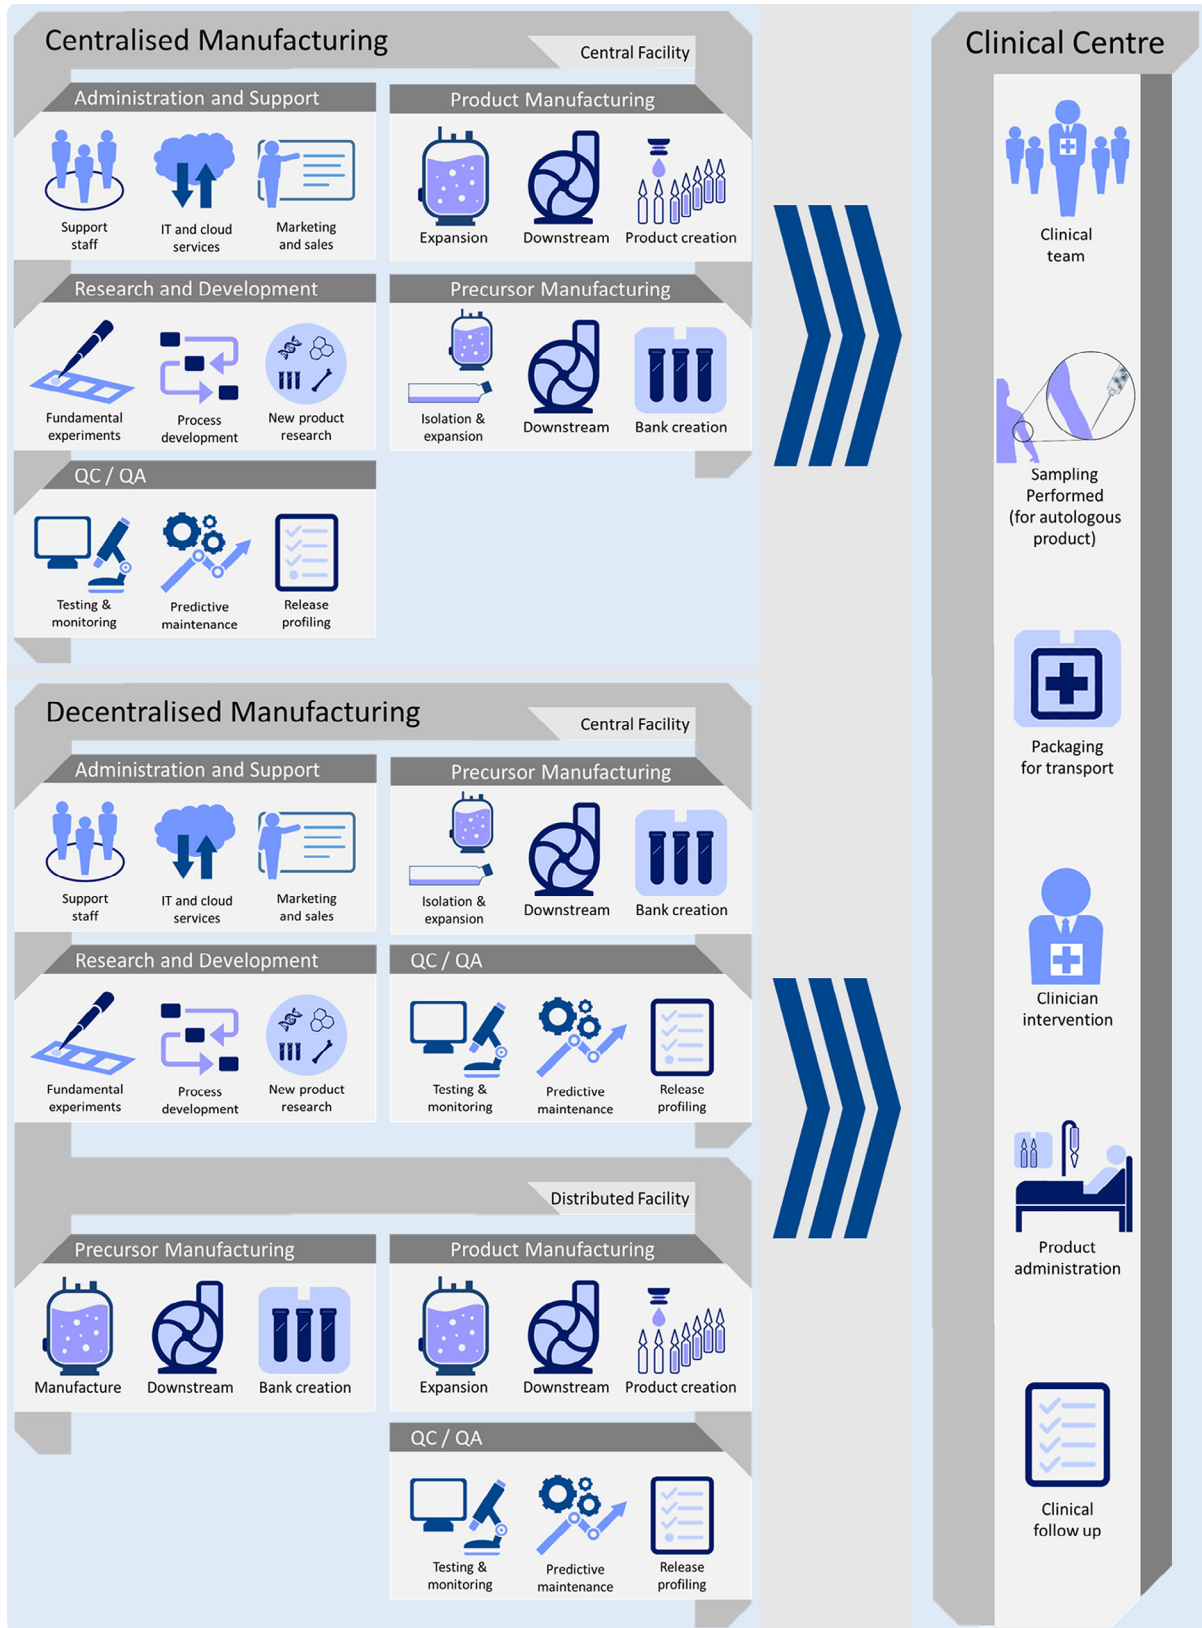 Centralised Manufacturing
Central Facility
Administration and Support
Support
staff
IT and cloud
services
Marketing
and sales
Product Manufacturing
Expansion
Downstream
Product creation
Research and Development
Fundamental
experiments
Process
development
New product
research
Precursor Manufacturing
Isolation &
expansion
Downstream
Bank creation
QC / QA
Testing &
monitoring
Predictive
maintenance
Release
profiling
Decentralised Manufacturing
Central Facility
Administration and Support
Support
staff
IT and cloud
services
Marketing
and sales
Precursor Manufacturing
Isolation &
expansion
Downstream
Bank creation
Research and Development
Fundamental
experiments
Process
development
New product
research
QC / QA
Testing &
monitoring
Predictive
maintenance
Release
profiling
Distributed Facility
Precursor Manufacturing
Manufacture
Downstream
Bank creation
Product Manufacturing
Expansion
Downstream
Product creation
QC / QA
Testing &
monitoring
Predictive
maintenance
Release
profiling
Clinical Centre
Clinical
team
Sampling
Performed
(for autologous
product)
Packaging
for transport
Clinician
intervention
Product
administration
Clinical
follow up